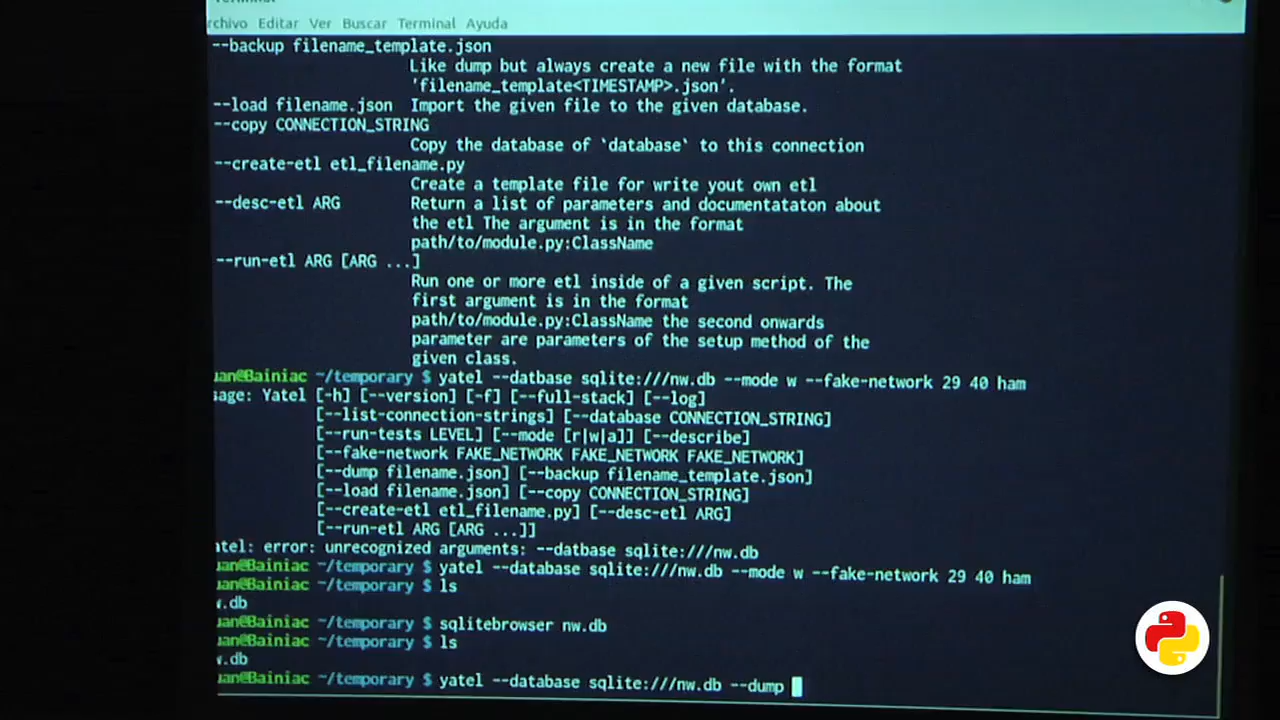 rchivo Editar Ver Buscar Terminal Ayuda
--backup filename_template.json
Like dump but always create a new file with the format
'filename_template<TIMESTAMP>.json'.
--load filename.json Import the given file to the given database.
--copy CONNECTION_STRING
Copy the database of `database` to this connection
--create-etl etl_filename.py
Create a template file for write yout own etl
--desc-etl ARG Return a list of parameters and documentataton about
the etl The argument is in the format
path/to/module.py:ClassName
--run-etl ARG [ARG ...]
Run one or more etl inside of a given script. The
first argument is in the format
path/to/module.py:ClassName the second onwards
parameter are parameters of the setup method of the
given class.
uan@Bainiac ~/temporary $ yatel --datbase sqlite:///nw.db --mode w --fake-network 29 40 ham
sage: Yatel [-h] [--version] [-f] [--full-stack] [--log]
[--list-connection-strings] [--database CONNECTION_STRING]
[--run-tests LEVEL] [--mode [r|w|a]] [--describe]
[--fake-network FAKE_NETWORK FAKE_NETWORK FAKE_NETWORK]
[--dump filename.json] [--backup filename_template.json]
[--load filename.json] [--copy CONNECTION_STRING]
[--create-etl etl_filename.py] [--desc-etl ARG]
[--run-etl ARG [ARG ...]]
atel: error: unrecognized arguments: --datbase sqlite:///nw.db
uan@Bainiac ~/temporary $ yatel --database sqlite:///nw.db --mode w --fake-network 29 40 ham
uan@Bainiac ~/temporary $ ls
w.db
uan@Bainiac ~/temporary $ sqlitebrowser nw.db
uan@Bainiac ~/temporary $ ls
w.db
uan@Bainiac ~/temporary $ yatel --database sqlite:///nw.db --dump